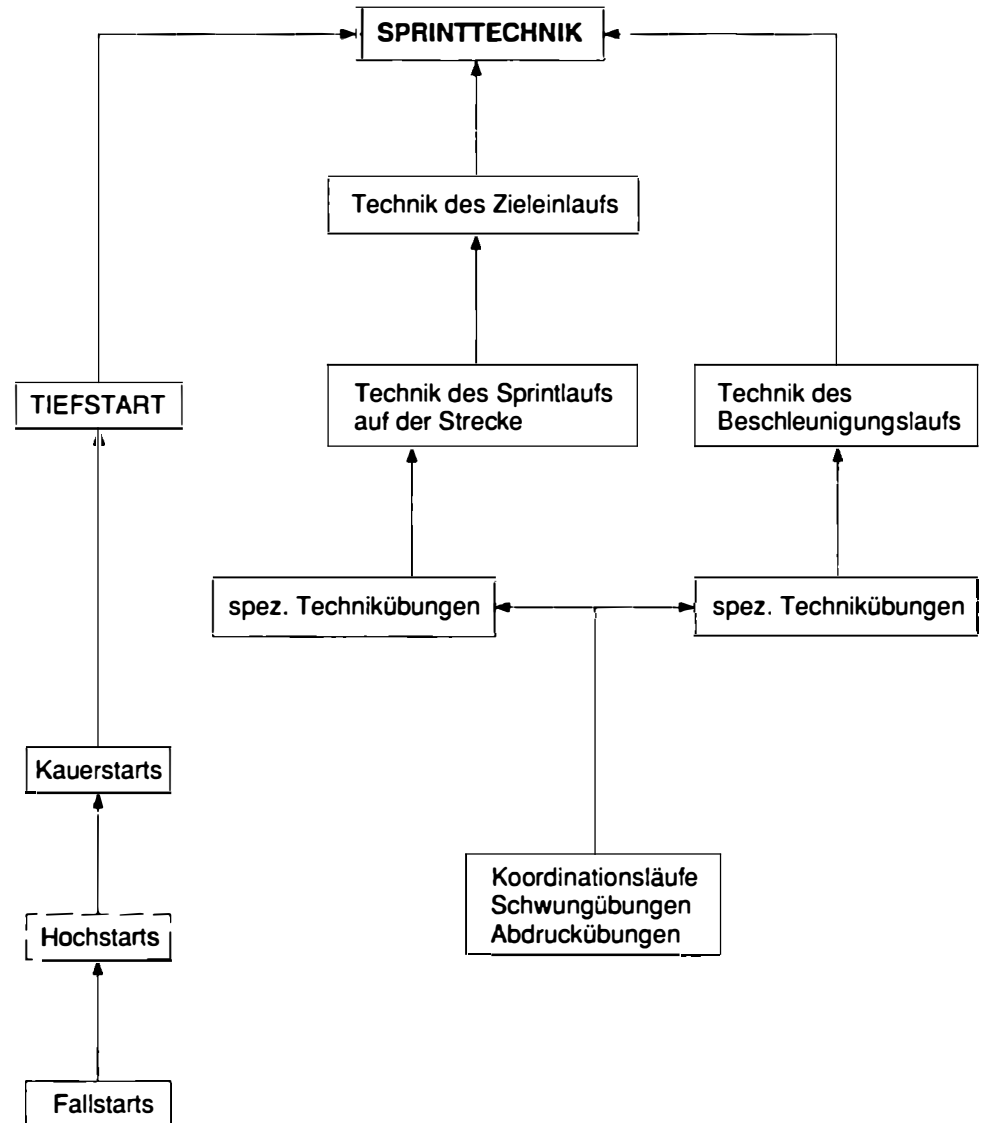 SPRINTTECHNIK
Technik des Zieleinlaufs
TIEFSTART
Technik des Sprintlaufs
auf der Strecke
Technik des
Beschleunigungslaufs
spez. Technikübungen
spez. Technikübungen
Kauerstarts
Koordinationsläufe
Schwungübungen
Abdruckübungen
Hochstarts
Fallstarts